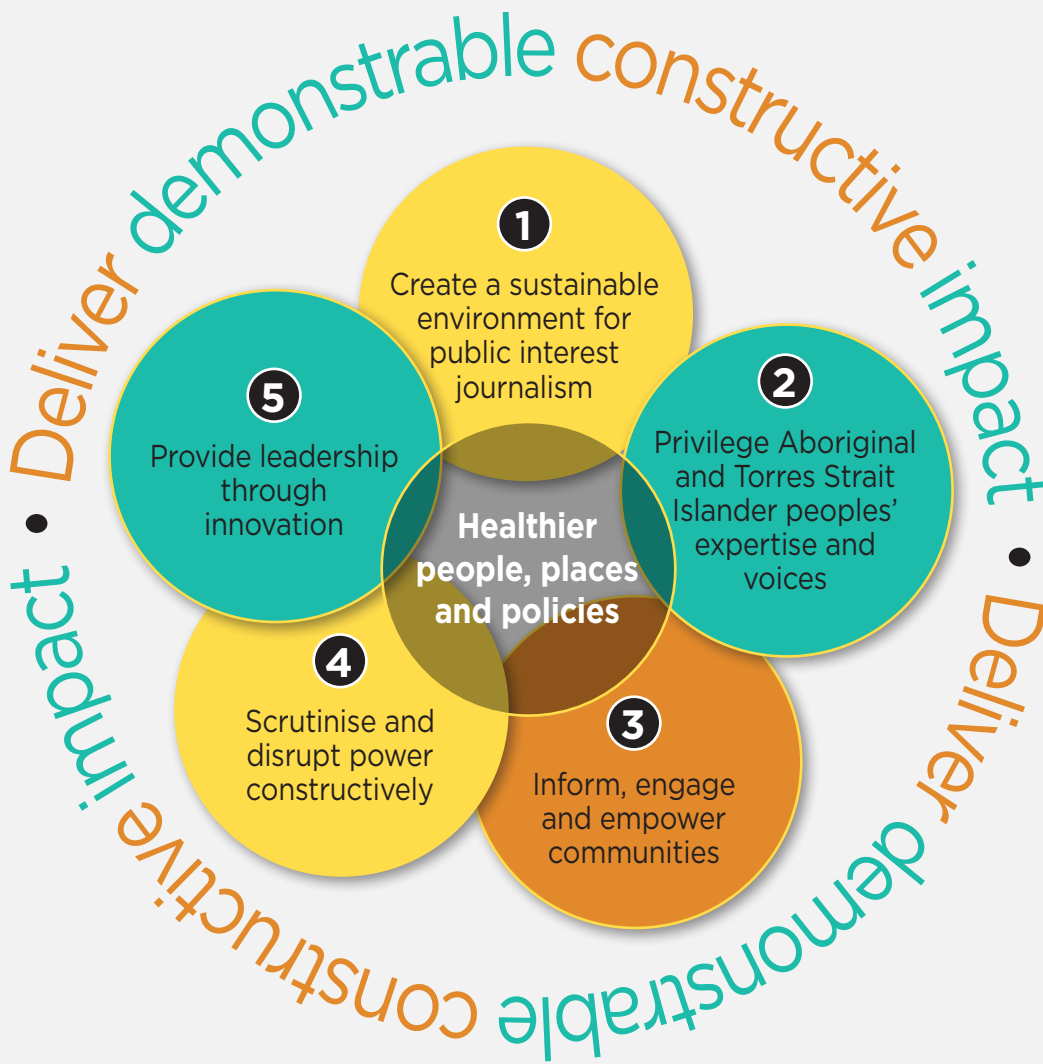 Deliver demonstrable constructive impact • Deliver demonstrable constructive impact •
1
Create a sustainable
environment for
public interest
journalism
2
Privilege Aboriginal
and Torres Strait
Islander peoples’
expertise and
voices
3
Inform, engage
and empower
communities
4
Scrutinise and
disrupt power
constructively
5
Provide leadership
through
innovation
Healthier
people, places
and policies